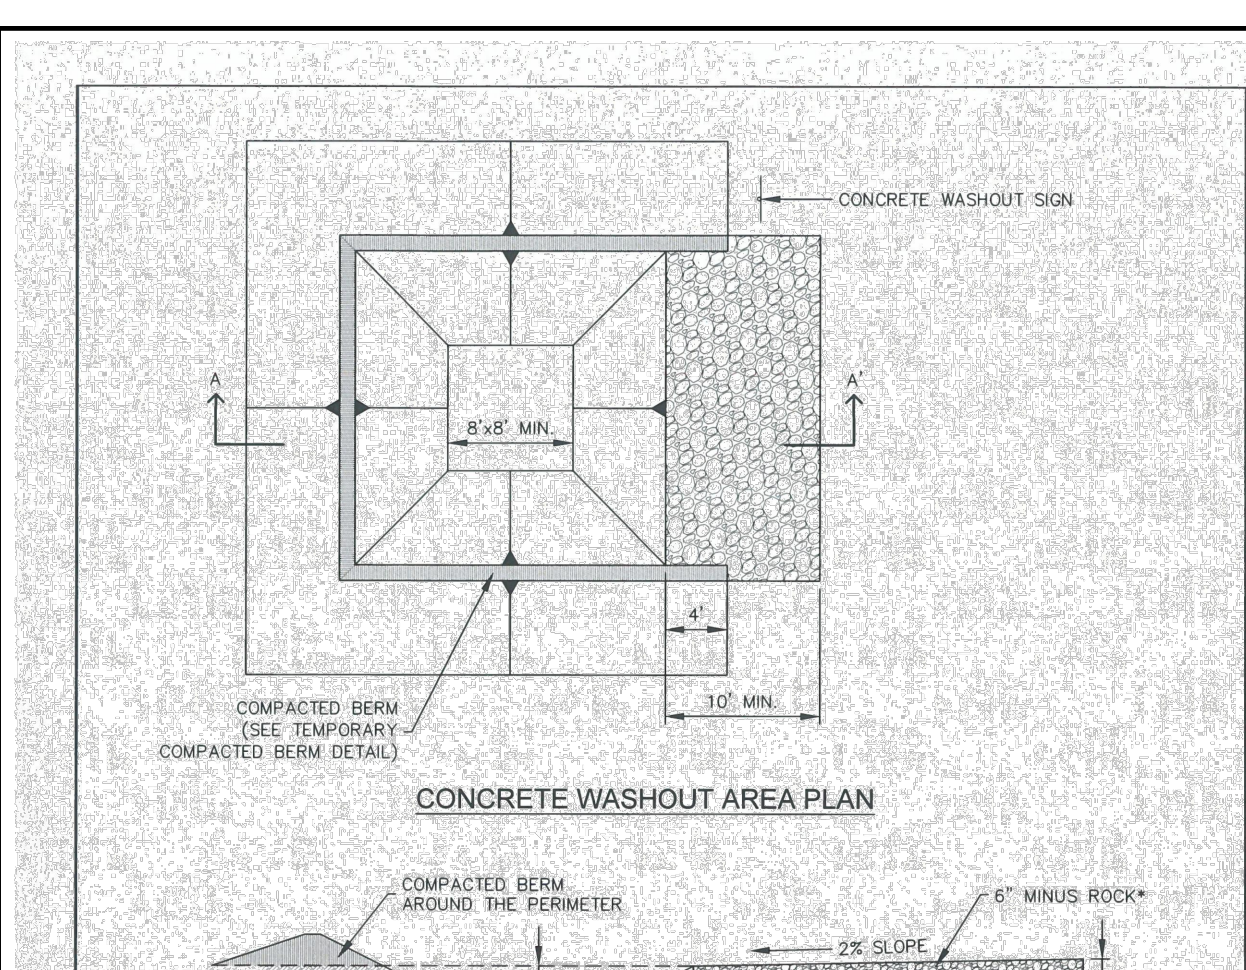 CONCRETE WASHOUT SIGN
A
A'
8'x8' MIN.
4'
10' MIN.
COMPACTED BERM
(SEE TEMPORARY
COMPACTED BERM DETAIL)
CONCRETE WASHOUT AREA PLAN
COMPACTED BERM
AROUND THE PERIMETER
6" MINUS ROCK*
2% SLOPE